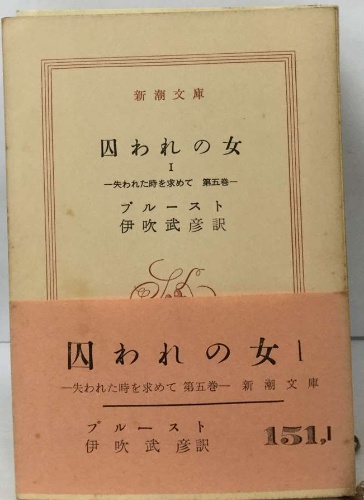 新潮文庫
囚われの女
I
—失われた時を求めて 第五巻—
プルースト
伊吹武彦訳
囚われの女 I
—失われた時を求めて 第五巻— 新潮文庫
プルースト
伊吹武彦訳
151,I